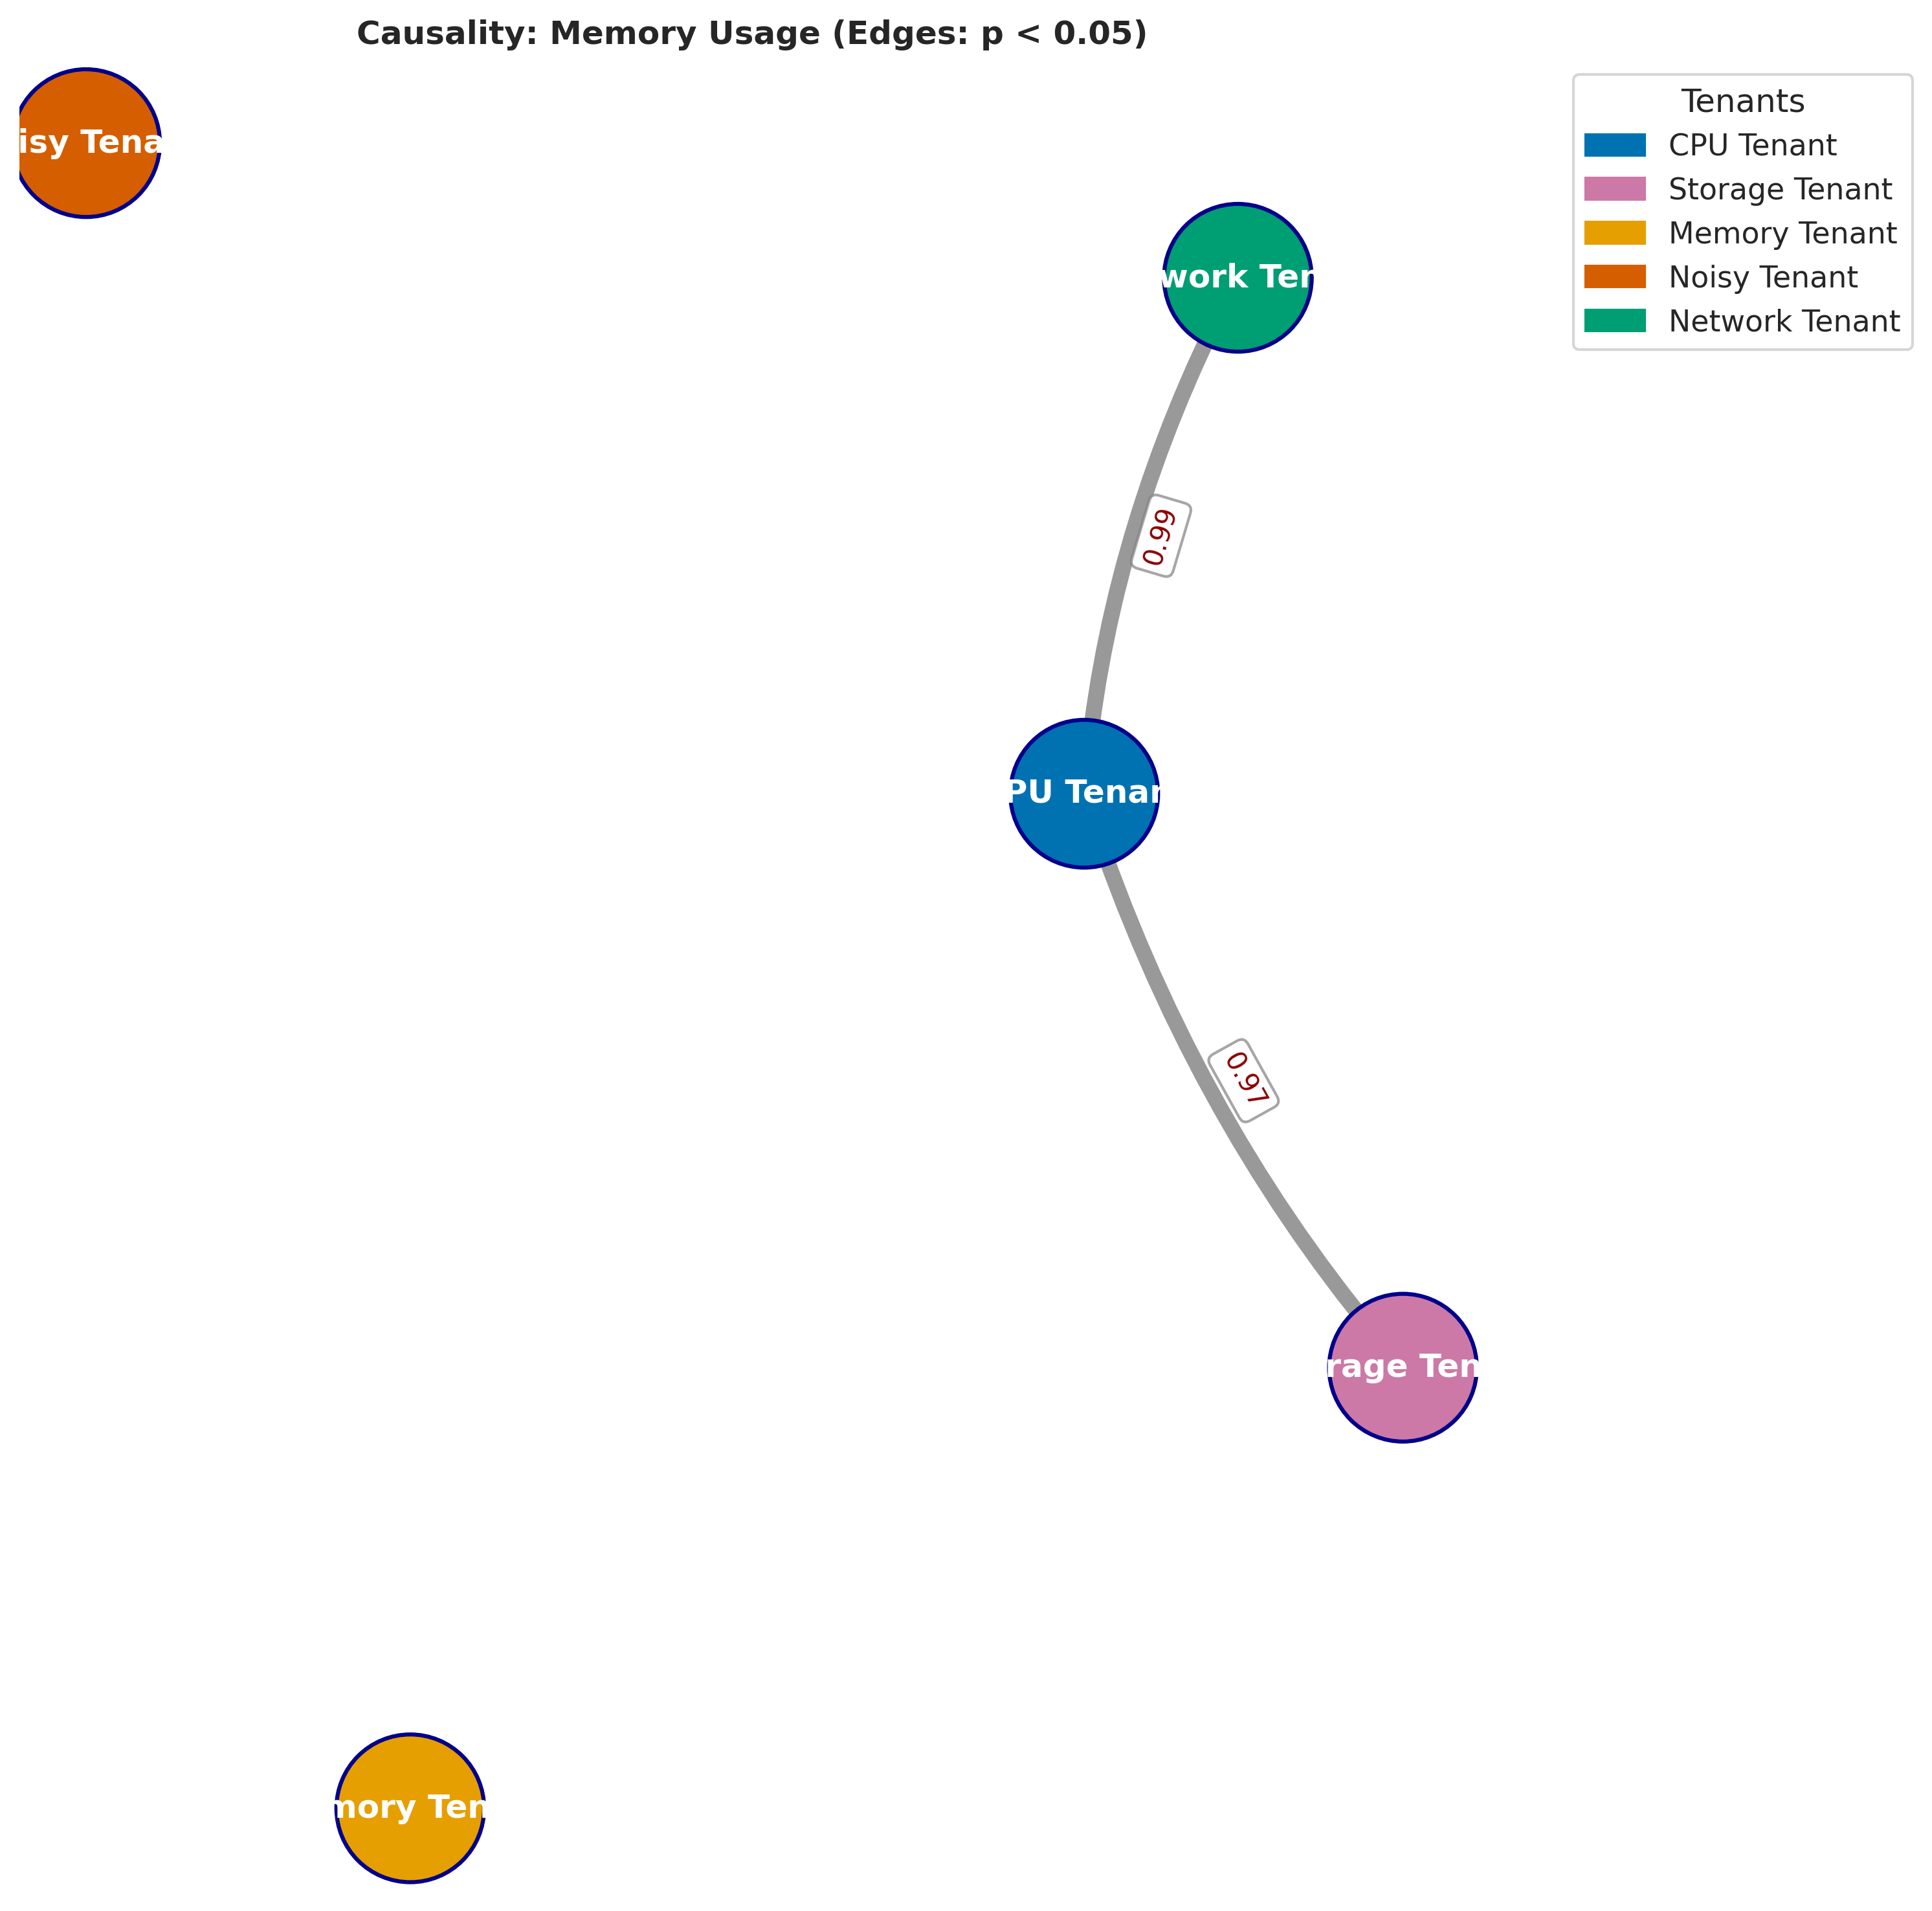 Causality: Memory Usage (Edges: p < 0.05)
Tenants
CPU Tenant
Storage Tenant
Memory Tenant
Noisy Tenant
Network Tenant
isy Tena
work Ten
0.99
PU Tenan
0.97
rage Ten
mory Ten